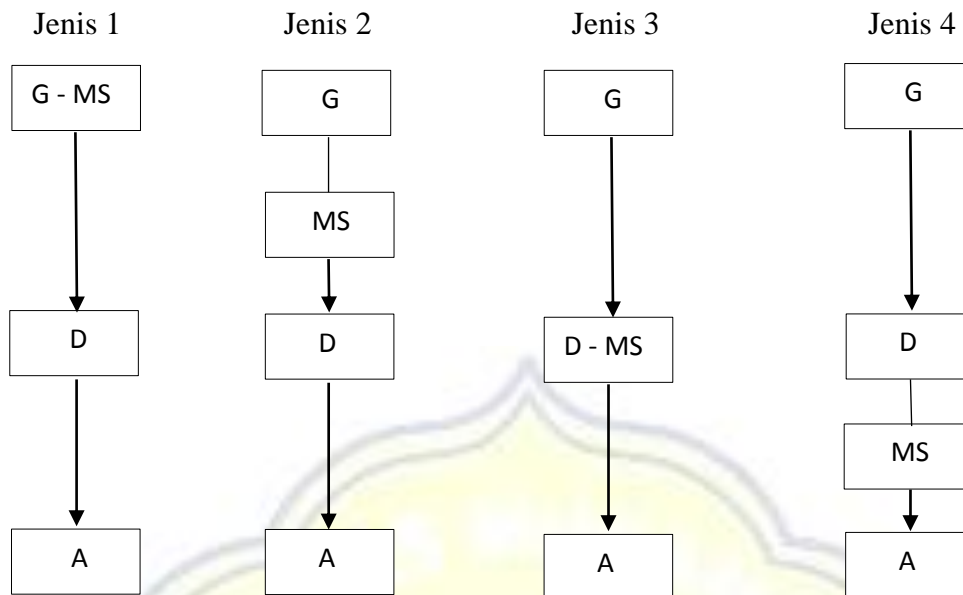 Jenis 1 Jenis 2 Jenis 3 Jenis 4
G - MS G G G
MS
D D D - MS D
MS
A A A A